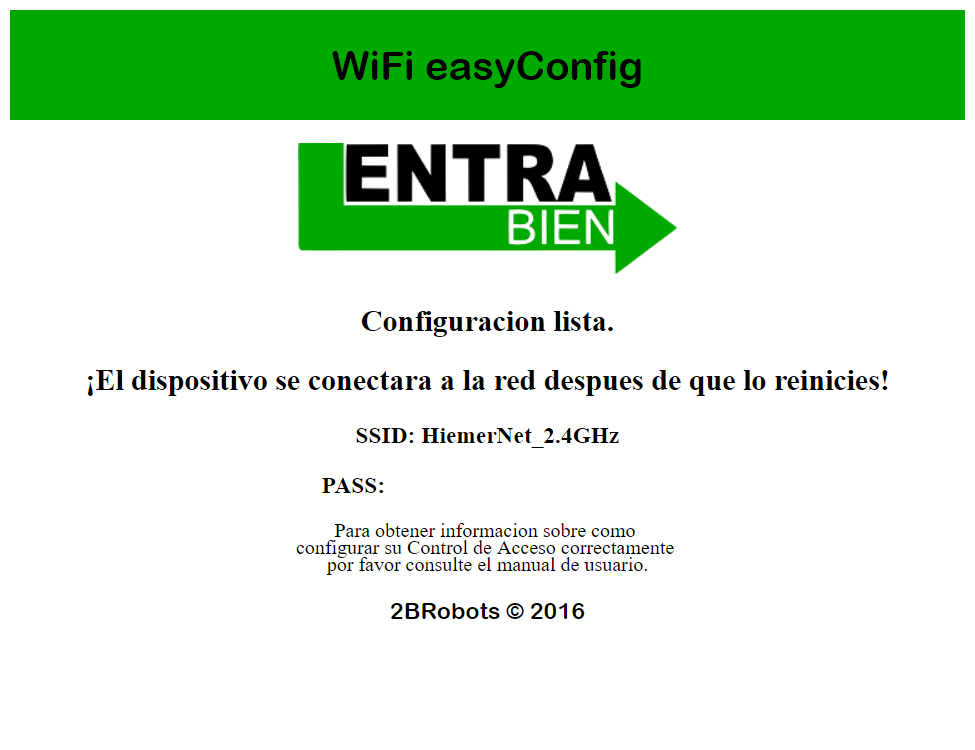 WiFi easyConfig
ENTRA
BIEN
Configuracion lista.
¡El dispositivo se conectara a la red despues de que lo reinicies!
SSID: HiemerNet_2.4GHz
PASS:
Para obtener informacion sobre como
configurar su Control de Acceso correctamente
por favor consulte el manual de usuario.
2BRobots © 2016